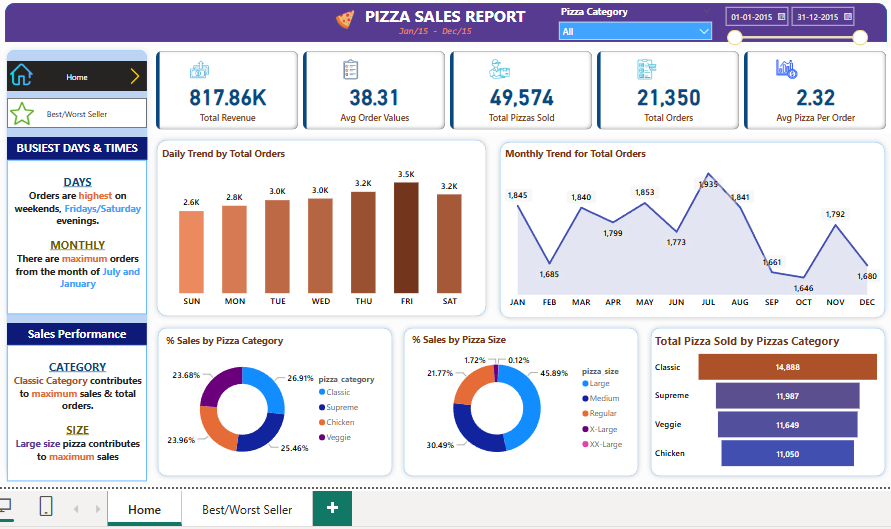 PIZZA SALES REPORT
Jan/15 - Dec/15
Pizza Category
All
01-01-2015
31-12-2015
Home
Best/Worst Seller
817.86K
Total Revenue
38.31
Avg Order Values
49,574
Total Pizzas Sold
21,350
Total Orders
2.32
Avg Pizza Per Order
BUSIEST DAYS & TIMES
DAYS
Orders are highest on
weekends, Fridays/Saturday
evenings.
MONTHLY
There are maximum orders
from the month of July and
January
Sales Performance
CATEGORY
Classic Category contributes
to maximum sales & total
orders.
SIZE
Large size pizza contributes
to maximum sales
Daily Trend by Total Orders
2.6K
2.8K
3.0K
3.0K
3.2K
3.5K
3.2K
SUN
MON
TUE
WED
THU
FRI
SAT
Monthly Trend for Total Orders
1,845
1,685
1,840
1,799
1,853
1,773
1,935
1,841
1,661
1,646
1,792
1,680
JAN
FEB
MAR
APR
MAY
JUN
JUL
AUG
SEP
OCT
NOV
DEC
% Sales by Pizza Category
23.68%
26.91%
23.96%
25.46%
pizza_category
Classic
Supreme
Chicken
Veggie
% Sales by Pizza Size
1.72%
0.12%
21.77%
45.89%
30.49%
pizza_size
Large
Medium
Regular
X-Large
XX-Large
Total Pizza Sold by Pizzas Category
Classic
14,888
Supreme
11,987
Veggie
11,649
Chicken
11,050
Home
Best/Worst Seller
+